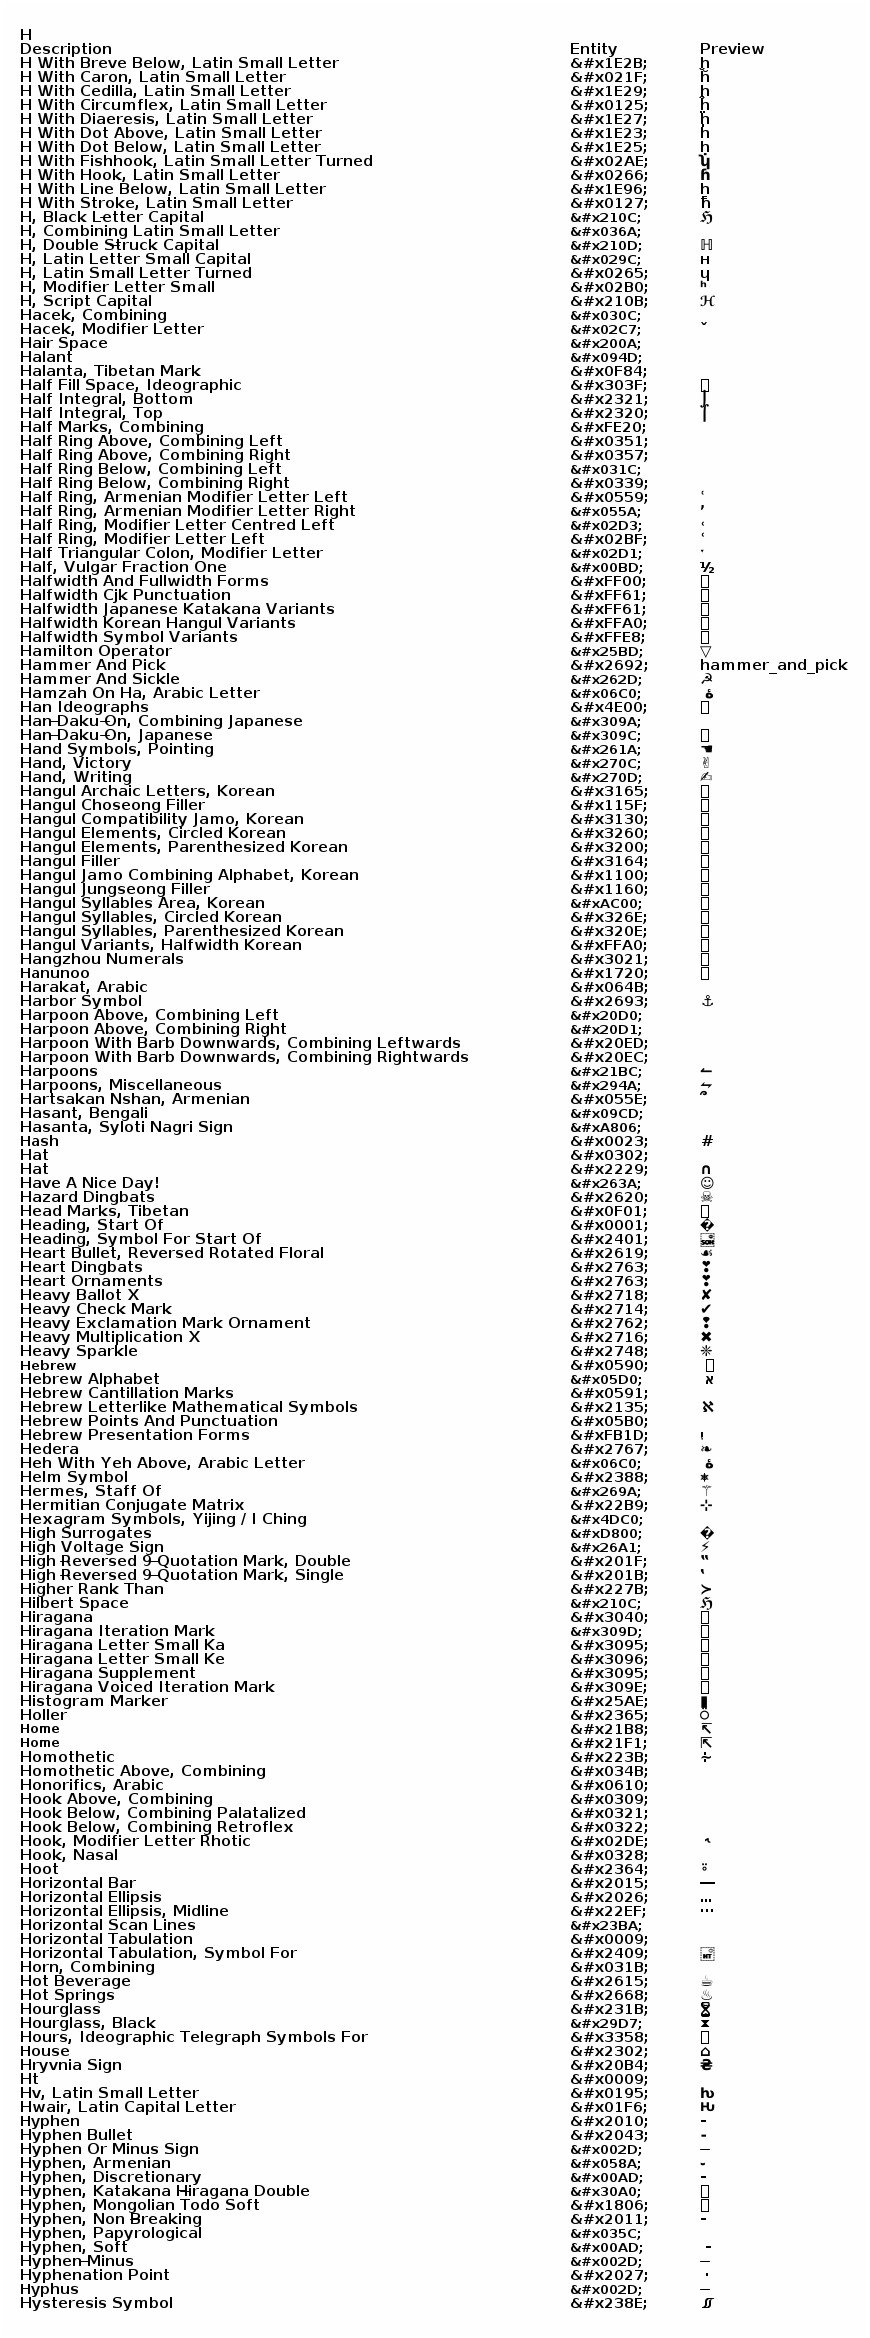 H
Description Entity Preview
H With Breve Below, Latin Small Letter &#x1E2B; ḫ
H With Caron, Latin Small Letter &#x021F; ȟ
H With Cedilla, Latin Small Letter &#x1E29; ḩ
H With Circumflex, Latin Small Letter &#x0125; ĥ
H With Diaeresis, Latin Small Letter &#x1E27; ḧ
H With Dot Above, Latin Small Letter &#x1E23; ḣ
H With Dot Below, Latin Small Letter &#x1E25; ḥ
H With Fishhook, Latin Small Letter Turned &#x02AE; ʮ
H With Hook, Latin Small Letter &#x0266; ɦ
H With Line Below, Latin Small Letter &#x1E96; ẖ
H With Stroke, Latin Small Letter &#x0127; ħ
H, Black-Letter Capital &#x210C; ℌ
H, Combining Latin Small Letter &#x036A;
H, Double-Struck Capital &#x210D; ℍ
H, Latin Letter Small Capital &#x029C; ʜ
H, Latin Small Letter Turned &#x0265; ɥ
H, Modifier Letter Small &#x02B0; ʰ
H, Script Capital &#x210B; ℋ
Hacek, Combining &#x030C;
Hacek, Modifier Letter &#x02C7; ˇ
Hair Space &#x200A;
Halant &#x094D;
Halanta, Tibetan Mark &#x0F84;
Half Fill Space, Ideographic &#x303F;
Half Integral, Bottom &#x2321; ⌡
Half Integral, Top &#x2320; ⌠
Half Marks, Combining &#xFE20;
Half Ring Above, Combining Left &#x0351;
Half Ring Above, Combining Right &#x0357;
Half Ring Below, Combining Left &#x031C;
Half Ring Below, Combining Right &#x0339;
Half Ring, Armenian Modifier Letter Left &#x0559; ՙ
Half Ring, Armenian Modifier Letter Right &#x055A; ՚
Half Ring, Modifier Letter Centred Left &#x02D3; ˓
Half Ring, Modifier Letter Left &#x02BF; ʿ
Half Triangular Colon, Modifier Letter &#x02D1; ˑ
Half, Vulgar Fraction One &#x00BD; ½
Halfwidth And Fullwidth Forms &#xFF00;
Halfwidth Cjk Punctuation &#xFF61;
Halfwidth Japanese Katakana Variants &#xFF61;
Halfwidth Korean Hangul Variants &#xFFA0;
Halfwidth Symbol Variants &#xFFE8;
Hamilton Operator &#x25BD; ▽
Hammer And Pick &#x2692; hammer_and_pick
Hammer And Sickle &#x262D; ☭
Hamzah On Ha, Arabic Letter &#x06C0; ۀ
Han Ideographs &#x4E00;
Han-Daku-On, Combining Japanese &#x309A;
Han-Daku-On, Japanese &#x309C;
Hand Symbols, Pointing &#x261A; ☚
Hand, Victory &#x270C; ✌
Hand, Writing &#x270D; ✍
Hangul Archaic Letters, Korean &#x3165;
Hangul Choseong Filler &#x115F;
Hangul Compatibility Jamo, Korean &#x3130;
Hangul Elements, Circled Korean &#x3260;
Hangul Elements, Parenthesized Korean &#x3200;
Hangul Filler &#x3164;
Hangul Jamo Combining Alphabet, Korean &#x1100;
Hangul Jungseong Filler &#x1160;
Hangul Syllables Area, Korean &#xAC00;
Hangul Syllables, Circled Korean &#x326E;
Hangul Syllables, Parenthesized Korean &#x320E;
Hangul Variants, Halfwidth Korean &#xFFA0;
Hangzhou Numerals &#x3021;
Hanunoo &#x1720;
Harakat, Arabic &#x064B;
Harbor Symbol &#x2693; ⚓
Harpoon Above, Combining Left &#x20D0;
Harpoon Above, Combining Right &#x20D1;
Harpoon With Barb Downwards, Combining Leftwards &#x20ED;
Harpoon With Barb Downwards, Combining Rightwards &#x20EC;
Harpoons &#x21BC; ↼
Harpoons, Miscellaneous &#x294A; ⥊
Hartsakan Nshan, Armenian &#x055E; ՞
Hasant, Bengali &#x09CD;
Hasanta, Syloti Nagri Sign &#xA806;
Hash &#x0023; #
Hat &#x0302;
Hat &#x2229; ∩
Have A Nice Day! &#x263A; ☺
Hazard Dingbats &#x2620; ☠
Head Marks, Tibetan &#x0F01;
Heading, Start Of &#x0001; �
Heading, Symbol For Start Of &#x2401; ␁
Heart Bullet, Reversed Rotated Floral &#x2619; ☙
Heart Dingbats &#x2763; ❣
Heart Ornaments &#x2763; ❣
Heavy Ballot X &#x2718; ✘
Heavy Check Mark &#x2714; ✔
Heavy Exclamation Mark Ornament &#x2762; ❢
Heavy Multiplication X &#x2716; ✖
Heavy Sparkle &#x2748; ❈
Hebrew &#x0590;
Hebrew Alphabet &#x05D0; א
Hebrew Cantillation Marks &#x0591;
Hebrew Letterlike Mathematical Symbols &#x2135; ℵ
Hebrew Points And Punctuation &#x05B0;
Hebrew Presentation Forms &#xFB1D; יִ
Hedera &#x2767; ❧
Heh With Yeh Above, Arabic Letter &#x06C0; ۀ
Helm Symbol &#x2388; ⎈
Hermes, Staff Of &#x269A; ⚚
Hermitian Conjugate Matrix &#x22B9; ⊹
Hexagram Symbols, Yijing / I Ching &#x4DC0;
High Surrogates &#xD800; �
High Voltage Sign &#x26A1; ⚡
High-Reversed-9 Quotation Mark, Double &#x201F; ‟
High-Reversed-9 Quotation Mark, Single &#x201B; ‛
Higher Rank Than &#x227B; ≻
Hilbert Space &#x210C; ℌ
Hiragana &#x3040;
Hiragana Iteration Mark &#x309D;
Hiragana Letter Small Ka &#x3095;
Hiragana Letter Small Ke &#x3096;
Hiragana Supplement &#x3095;
Hiragana Voiced Iteration Mark &#x309E;
Histogram Marker &#x25AE; ▮
Holler &#x2365; ⍥
Home &#x21B8; ↸
Home &#x21F1; ⇱
Homothetic &#x223B; ∻
Homothetic Above, Combining &#x034B;
Honorifics, Arabic &#x0610;
Hook Above, Combining &#x0309;
Hook Below, Combining Palatalized &#x0321;
Hook Below, Combining Retroflex &#x0322;
Hook, Modifier Letter Rhotic &#x02DE; ˞
Hook, Nasal &#x0328;
Hoot &#x2364; ⍤
Horizontal Bar &#x2015; ―
Horizontal Ellipsis &#x2026; …
Horizontal Ellipsis, Midline &#x22EF; ⋯
Horizontal Scan Lines &#x23BA;
Horizontal Tabulation &#x0009;
Horizontal Tabulation, Symbol For &#x2409; ␉
Horn, Combining &#x031B;
Hot Beverage &#x2615; ☕
Hot Springs &#x2668; ♨
Hourglass &#x231B; ⌛
Hourglass, Black &#x29D7; ⧗
Hours, Ideographic Telegraph Symbols For &#x3358;
House &#x2302; ⌂
Hryvnia Sign &#x20B4; ₴
Ht &#x0009;
Hv, Latin Small Letter &#x0195; ƕ
Hwair, Latin Capital Letter &#x01F6; Ƕ
Hyphen &#x2010; ‐
Hyphen Bullet &#x2043; ⁃
Hyphen Or Minus Sign &#x002D; -
Hyphen, Armenian &#x058A; ֊
Hyphen, Discretionary &#x00AD; -
Hyphen, Katakana-Hiragana Double &#x30A0;
Hyphen, Mongolian Todo Soft &#x1806;
Hyphen, Non-Breaking &#x2011; ‑
Hyphen, Papyrological &#x035C;
Hyphen, Soft &#x00AD; -
Hyphen-Minus &#x002D; -
Hyphenation Point &#x2027; ‧
Hyphus &#x002D; -
Hysteresis Symbol &#x238E; ⎎